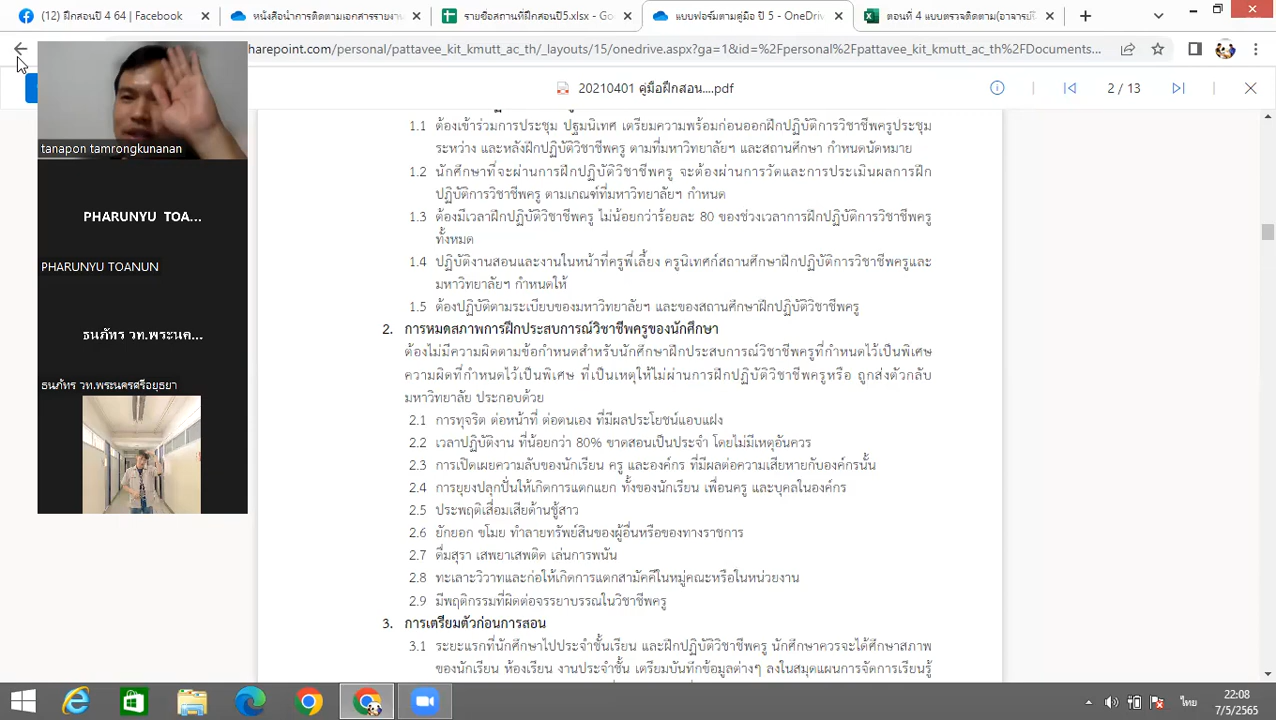 (12) ฝึกสอนปี 4 64 | Facebook
หนังสือนำการติดตามเอกสารรายงาน
รายชื่อสถานที่ฝึกสอนปี5.xlsx - Go
แบบฟอร์มตามคู่มือ ปี 5 - OneDriv
ตอนที่ 4 แบบตรวจติดตาม(อาจารย์
harepoint.com/personal/pattavee_kit_kmutt_ac_th/_layouts/15/onedrive.aspx?ga=1&id=%2Fpersonal%2Fpattavee_kit_kmutt_ac_th%2FDocuments...
20210401 คู่มือฝึกสอน....pdf
2 / 13
1.1 ต้องเข้าร่วมการประชุม ปฐมนิเทศ เตรียมความพร้อมก่อนออกฝึกปฏิบัติการวิชาชีพครูประชุม
ระหว่าง และหลังฝึกปฏิบัติวิชาชีพครู ตามที่มหาวิทยาลัยฯ และสถานศึกษา กำหนดนัดหมาย
1.2 นักศึกษาที่จะผ่านการฝึกปฏิบัติวิชาชีพครู จะต้องผ่านการวัดและการประเมินผลการฝึก
ปฏิบัติการวิชาชีพครู ตามเกณฑ์ที่มหาวิทยาลัยฯ กำหนด
1.3 ต้องมีเวลาฝึกปฏิบัติวิชาชีพครู ไม่น้อยกว่าร้อยละ 80 ของช่วงเวลาการฝึกปฏิบัติการวิชาชีพครู
ทั้งหมด
1.4 ปฏิบัติงานสอนและงานในหน้าที่ครูพี่เลี้ยง ครูนิเทศก์สถานศึกษาฝึกปฏิบัติการวิชาชีพครูและ
มหาวิทยาลัยฯ กำหนดให้
1.5 ต้องปฏิบัติตามระเบียบของมหาวิทยาลัยฯ และของสถานศึกษาฝึกปฏิบัติวิชาชีพครู
2. การหมดสภาพการฝึกประสบการณ์วิชาชีพครูของนักศึกษา
ต้องไม่มีความผิดตามข้อกำหนดสำหรับนักศึกษาฝึกประสบการณ์วิชาชีพครูที่กำหนดไว้เป็นพิเศษ
ความผิดที่กำหนดไว้เป็นพิเศษ ที่เป็นเหตุให้ไม่ผ่านการฝึกปฏิบัติวิชาชีพครูหรือ ถูกส่งตัวกลับ
มหาวิทยาลัย ประกอบด้วย
2.1 การทุจริต ต่อหน้าที่ ต่อตนเอง ที่มีผลประโยชน์แอบแฝง
2.2 เวลาปฏิบัติงาน ที่น้อยกว่า 80% ขาดสอนเป็นประจำ โดยไม่มีเหตุอันควร
2.3 การเปิดเผยความลับของนักเรียน ครู และองค์กร ที่มีผลต่อความเสียหายกับองค์กรนั้น
2.4 การยุยงปลุกปั่นให้เกิดการแตกแยก ทั้งของนักเรียน เพื่อนครู และบุคลในองค์กร
2.5 ประพฤติเสื่อมเสียด้านชู้สาว
2.6 ยักยอก ขโมย ทำลายทรัพย์สินของผู้อื่นหรือของทางราชการ
2.7 ดื่มสุรา เสพยาเสพติด เล่นการพนัน
2.8 ทะเลาะวิวาทและก่อให้เกิดการแตกสามัคคีในหมู่คณะหรือในหน่วยงาน
2.9 มีพฤติกรรมที่ผิดต่อจรรยาบรรณในวิชาชีพครู
3. การเตรียมตัวก่อนการสอน
3.1 ระยะแรกที่นักศึกษาไปประจำชั้นเรียน และฝึกปฏิบัติวิชาชีพครู นักศึกษาควรจะได้ศึกษาสภาพ
ของนักเรียน ห้องเรียน งานประจำชั้น เตรียมบันทึกข้อมูลต่างๆ ลงในสมุดแผนการจัดการเรียนรู้
tanapon tamrongkunanan
PHARUNYU TOA...
PHARUNYU TOANUN
ธนภัทร วท.พระนค...
ธนภัทร วท.พระนครศรีอยุธยา
ไทย
22:08
7/5/2565